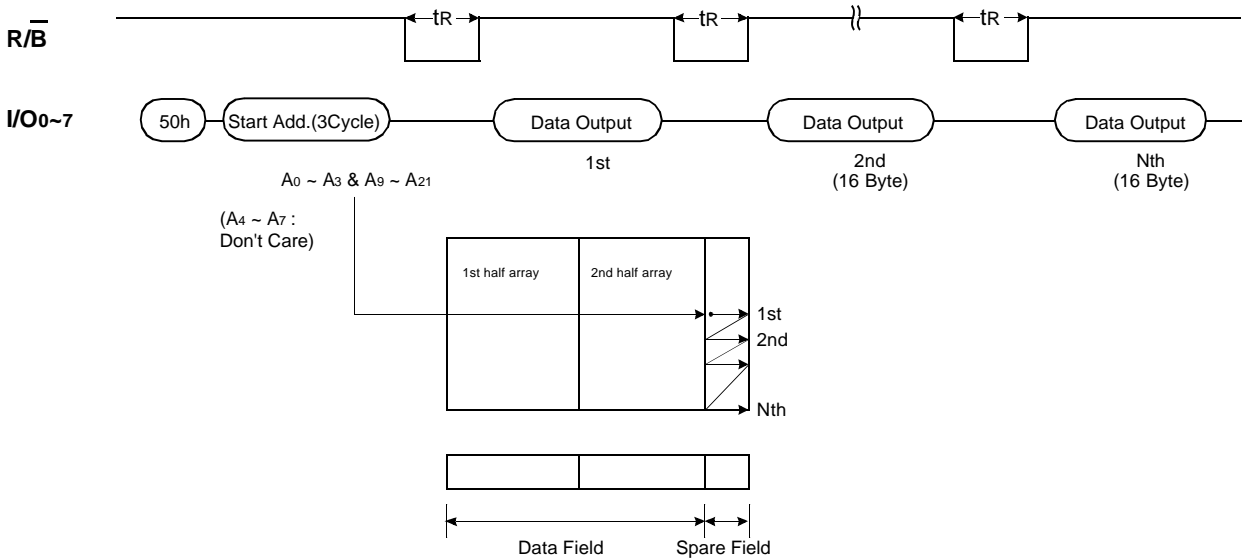 tR
tR
tR
R/B
I/O0~7
50h
Start Add.(3Cycle)
Data Output
Data Output
Data Output
1st
2nd
(16 Byte)
Nth
(16 Byte)
A0 ~ A3 & A9 ~ A21
(A4 ~ A7 :
Don't Care)
1st half array
2nd half array
1st
2nd
Nth
Data Field
Spare Field